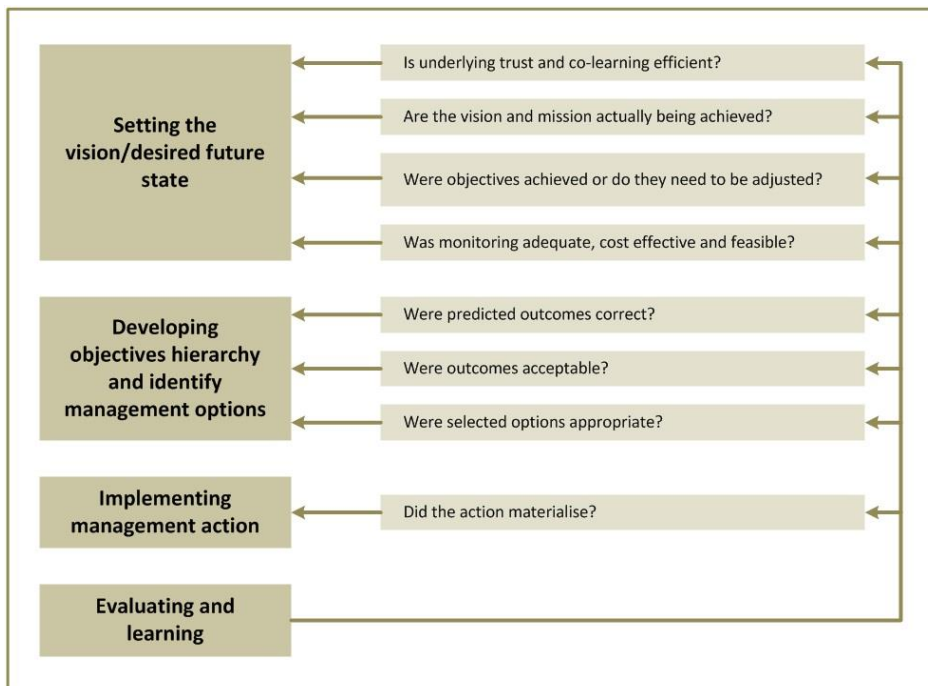 Setting the
vision/desired future
state
Is underlying trust and co-learning efficient?
Are the vision and mission actually being achieved?
Were objectives achieved or do they need to be adjusted?
Was monitoring adequate, cost effective and feasible?
Developing
objectives hierarchy
and identify
management options
Were predicted outcomes correct?
Were outcomes acceptable?
Were selected options appropriate?
Implementing
management action
Did the action materialise?
Evaluating and
learning